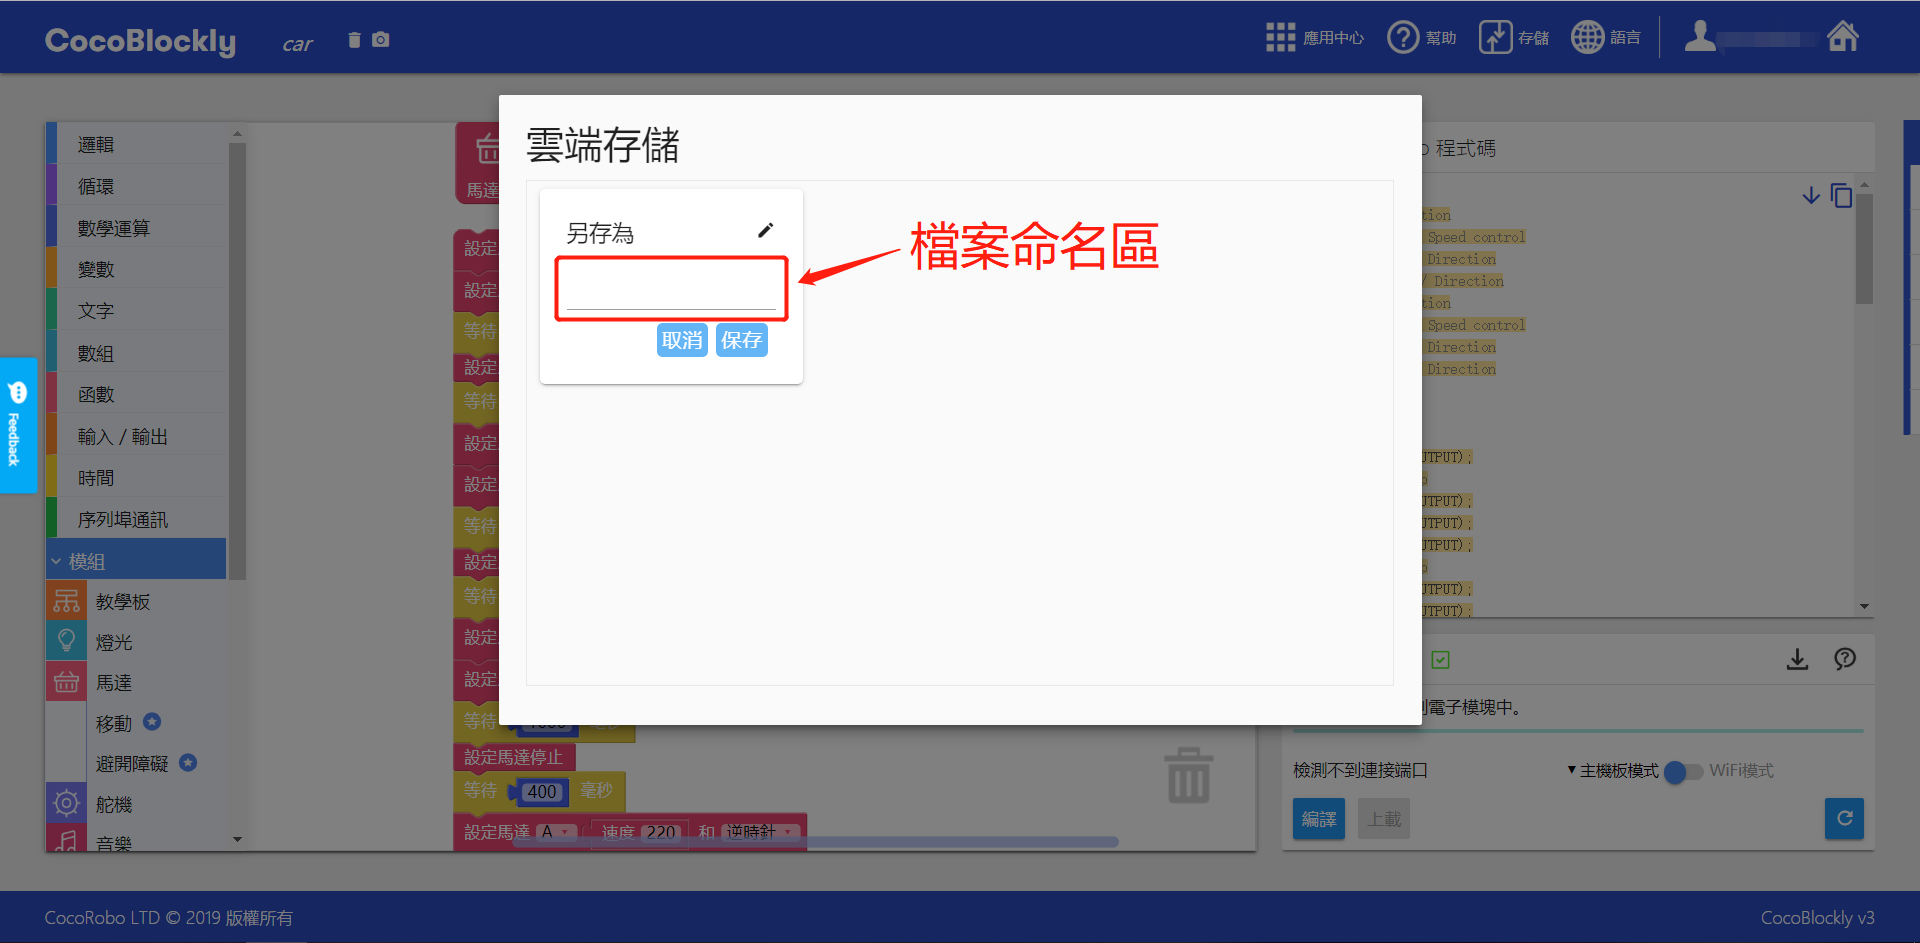 CocoBlockly
car
應用中心
幫助
存儲
語言
雲端存儲
另存為
取消
保存
檔案命名區
邏輯
循環
數學運算
變數
文字
數組
函數
輸入 / 輸出
時間
序列埠通訊
模組
教學板
燈光
馬達
移動
避開障礙
舵機
音樂
Feedback
馬達
設定
設定
等待
設定
等待
設定
設定
等待
設定
等待
設定
設定
等待
設定馬達停止
等待 400 毫秒
設定馬達 A 速度 220 和 逆時針
程式碼
tion
Speed control
Direction
/ Direction
tion
Speed control
Direction
Direction
UTPUT);
UTPUT);
UTPUT);
UTPUT);
UTPUT);
UTPUT);
電子模塊中。
檢測不到連接端口
主機板模式
WiFi模式
編譯
上載
CocoRobo LTD © 2019 版權所有
CocoBlockly v3